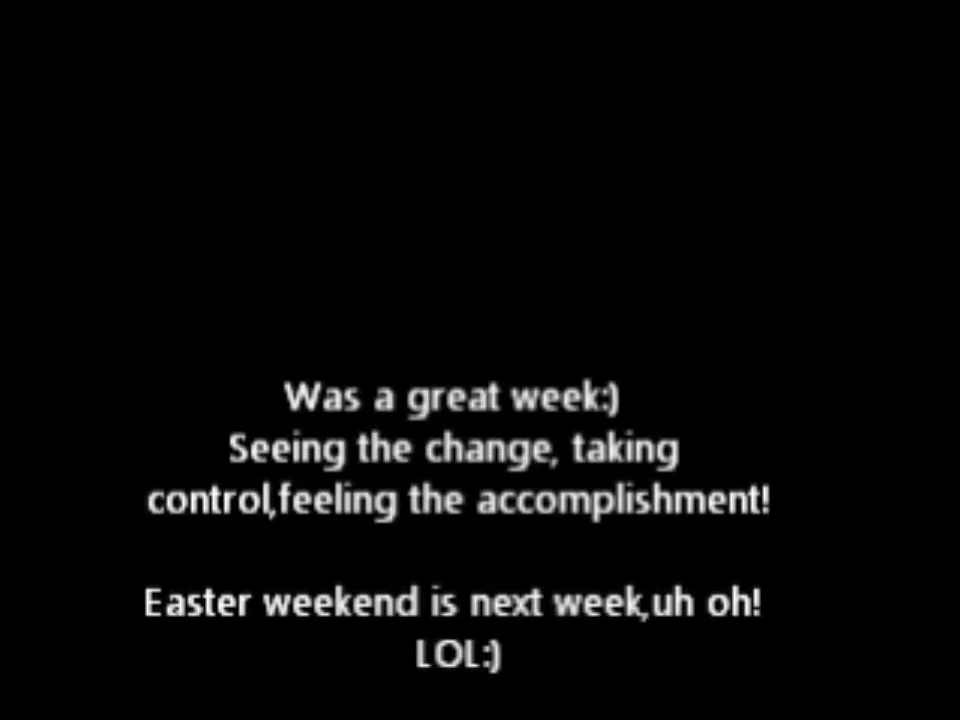 Was a great week:)
Seeing the change, taking
control,feeling the accomplishment!
Easter weekend is next week,uh oh!
LOL:)